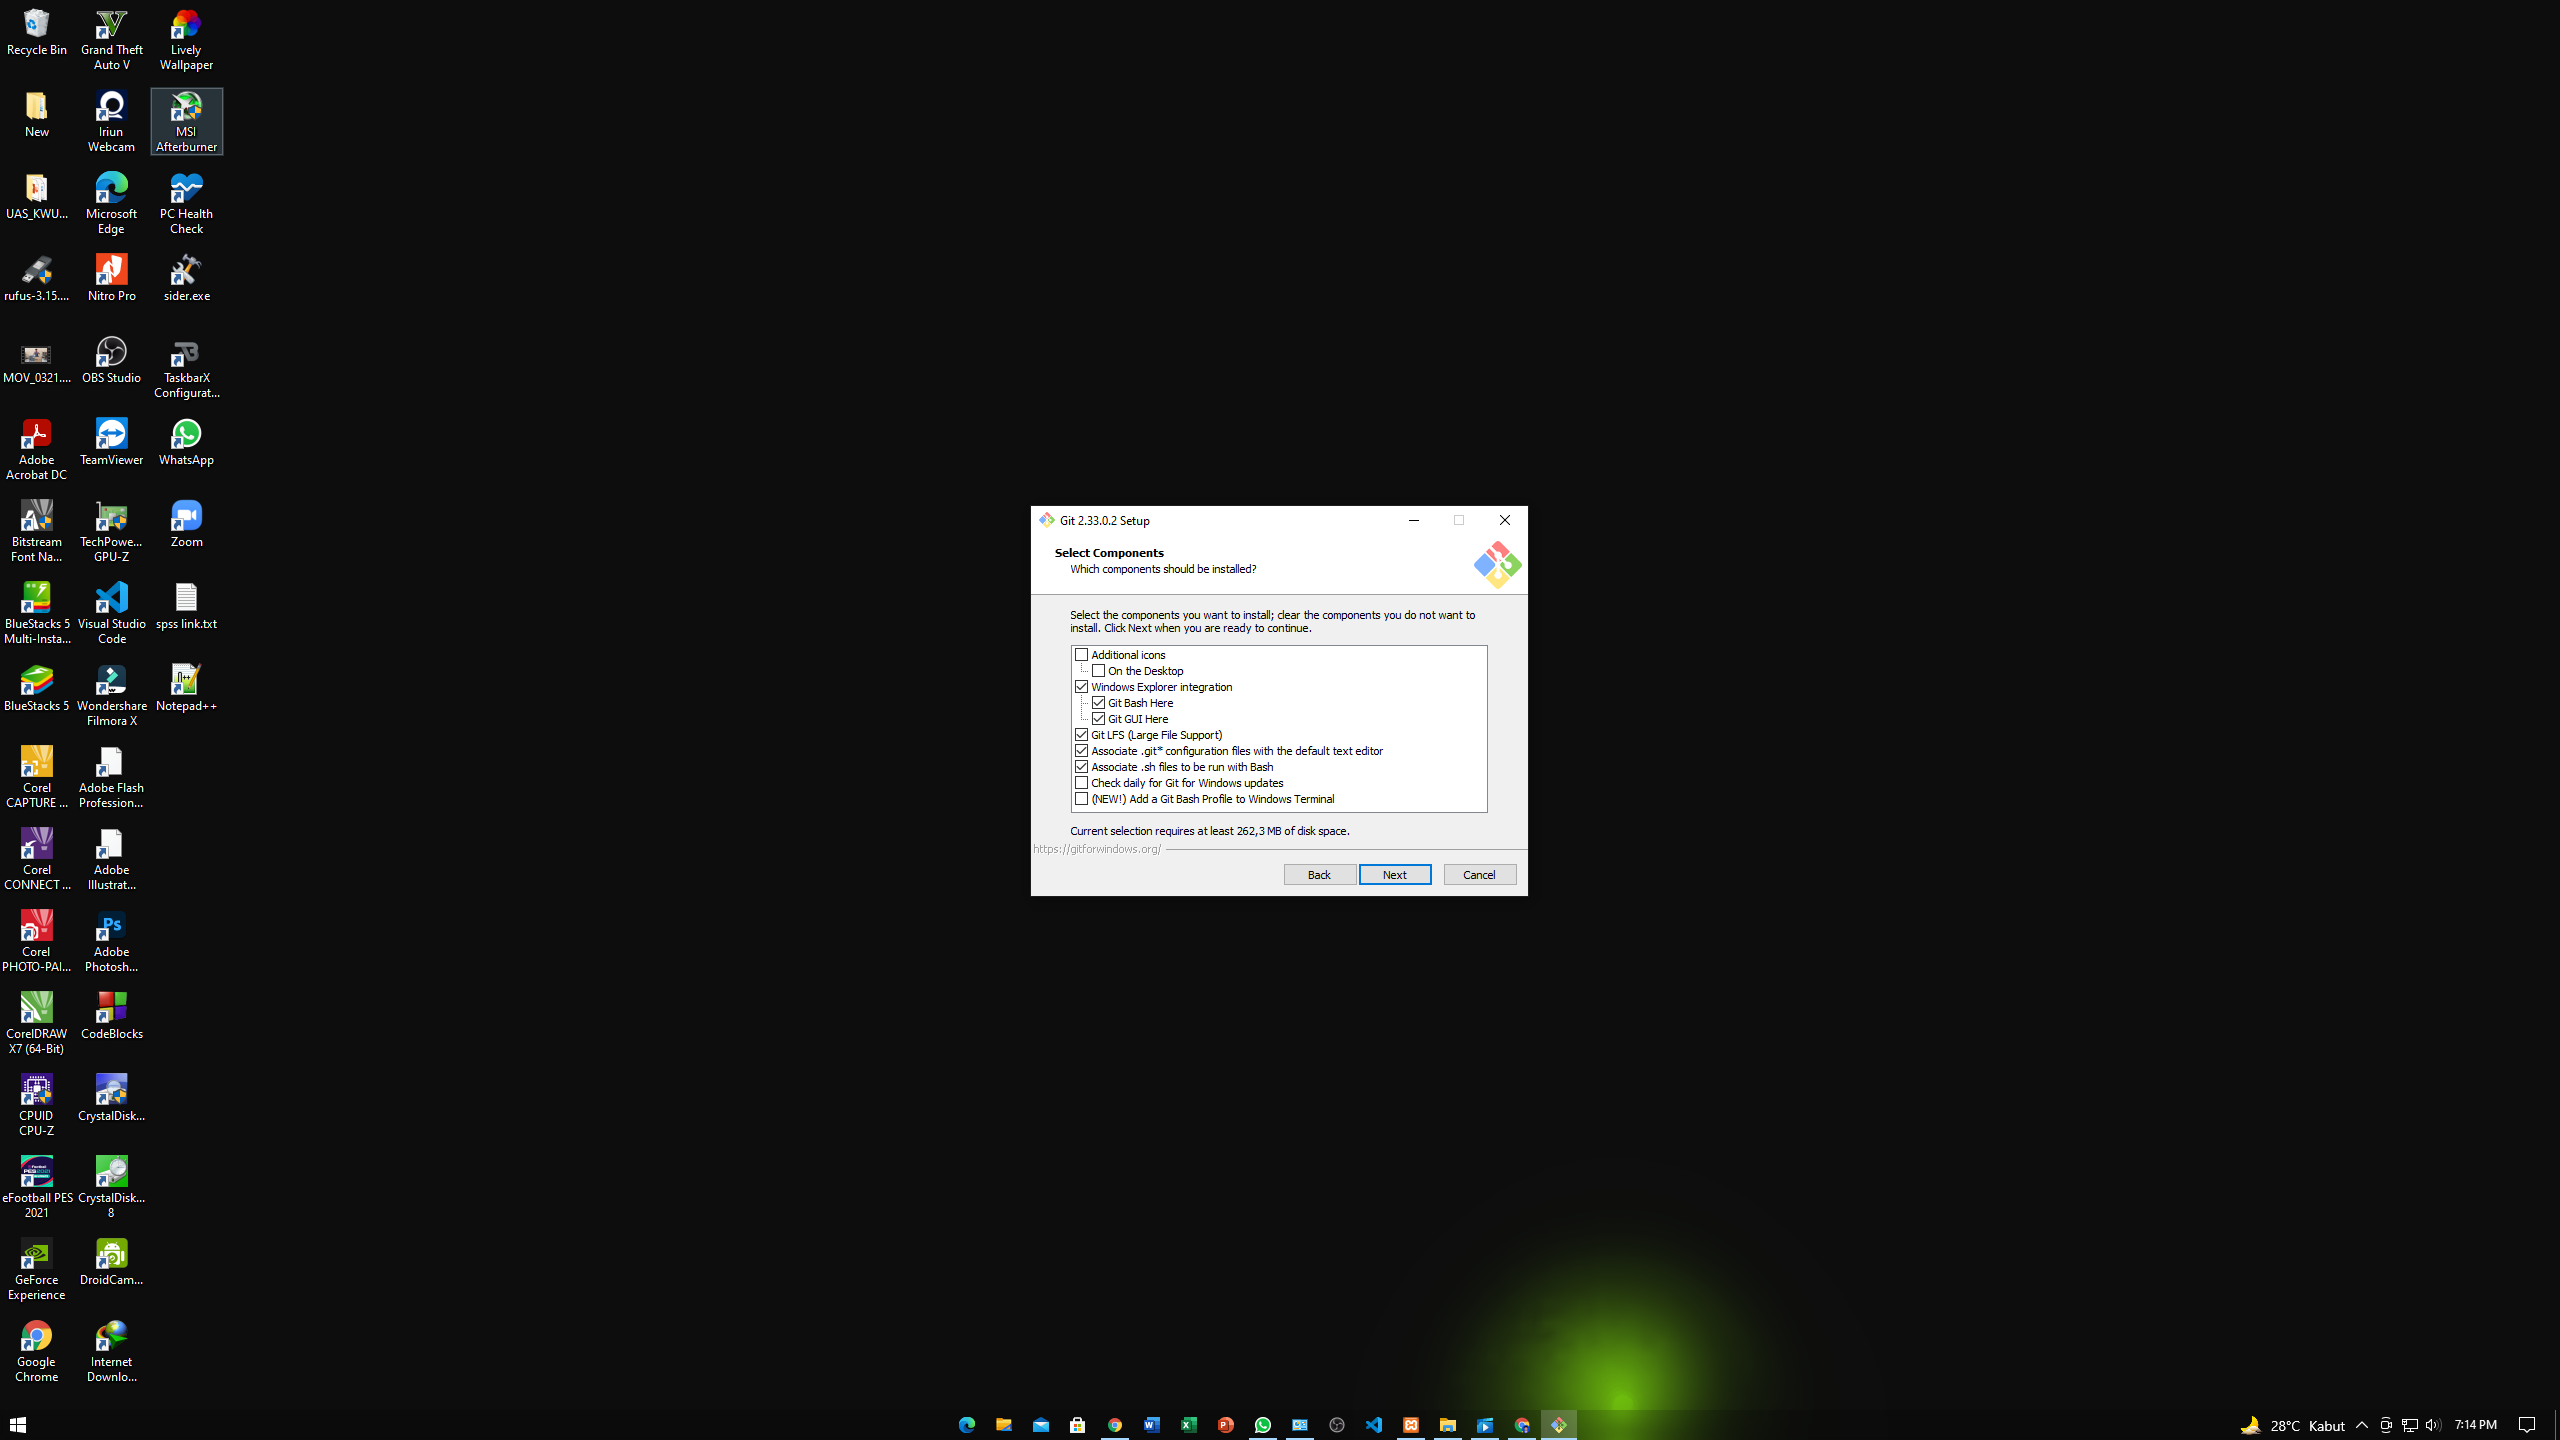 Recycle Bin
Grand Theft
Auto V
Lively
Wallpaper
New
Iriun
Webcam
MSI
Afterburner
UAS_KWU...
Microsoft
Edge
PC Health
Check
rufus-3.15....
Nitro Pro
sider.exe
MOV_0321....
OBS Studio
TaskbarX
Configurat...
Adobe
Acrobat DC
TeamViewer
WhatsApp
Bitstream
Font Na...
TechPowe...
GPU-Z
Zoom
BlueStacks 5
Multi-Insta...
Visual Studio
Code
spss link.txt
BlueStacks 5
Wondershare
Filmora X
Notepad++
Corel
CAPTURE ...
Adobe Flash
Profession...
Corel
CONNECT ...
Adobe
Illustrat...
Corel
PHOTO-PAI...
Adobe
Photosh...
CorelDRAW
X7 (64-Bit)
CodeBlocks
CPUID
CPU-Z
CrystalDisk...
eFootball PES
2021
CrystalDisk...
8
GeForce
Experience
DroidCam...
Google
Chrome
Internet
Downlo...
Git 2.33.0.2 Setup
Select Components
Which components should be installed?
Select the components you want to install; clear the components you do not want to
install. Click Next when you are ready to continue.
Additional icons
On the Desktop
Windows Explorer integration
Git Bash Here
Git GUI Here
Git LFS (Large File Support)
Associate .git* configuration files with the default text editor
Associate .sh files to be run with Bash
Check daily for Git for Windows updates
(NEW!) Add a Git Bash Profile to Windows Terminal
Current selection requires at least 262,3 MB of disk space.
https://gitforwindows.org/
Back
Next
Cancel
28°C Kabut
7:14 PM